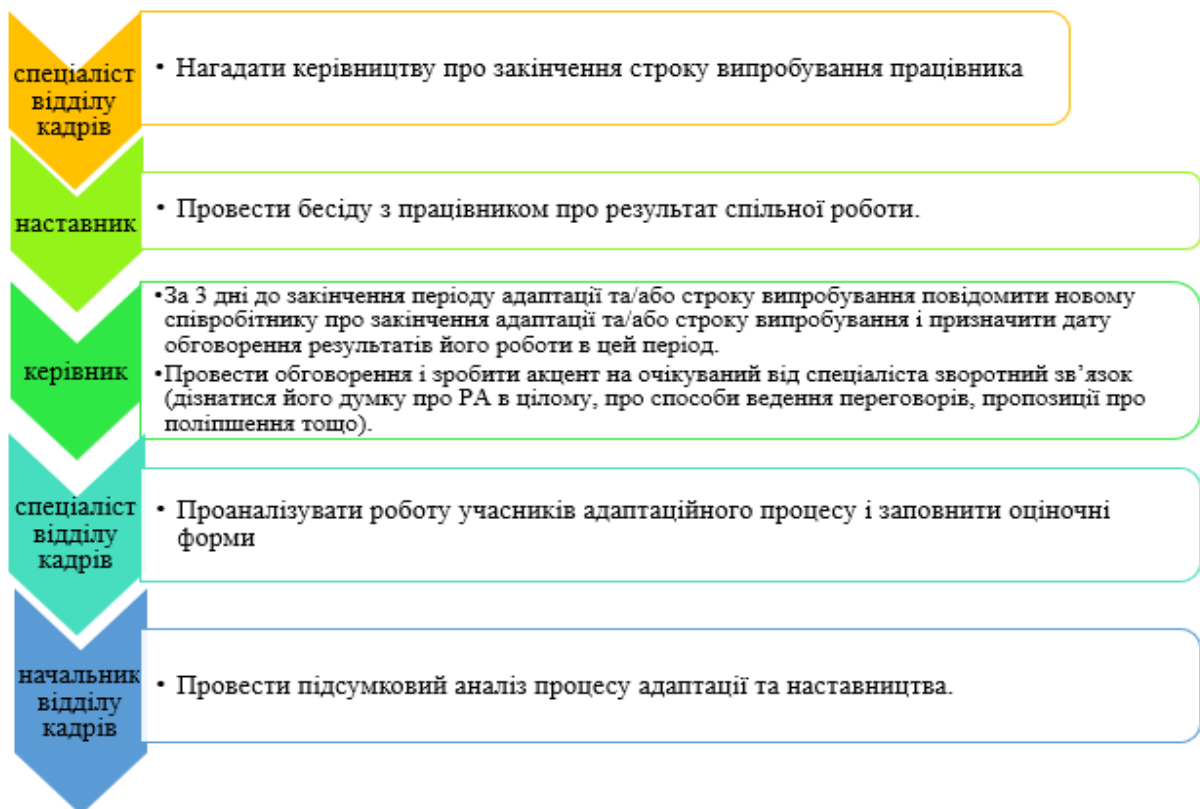 спеціаліст
відділу
кадрів
• Нагадати керівництву про закінчення строку випробування працівника
наставник
• Провести бесіду з працівником про результат спільної роботи.
керівник
•За 3 дні до закінчення періоду адаптації та/або строку випробування повідомити новому
співробітнику про закінчення адаптації та/або строку випробування і призначити дату
обговорення результатів його роботи в цей період.
•Провести обговорення і зробити акцент на очікуваний від спеціаліста зворотний зв’язок
(дізнатися його думку про РА в цілому, про способи ведення переговорів, пропозиції про
поліпшення тощо).
спеціаліст
відділу
кадрів
• Проаналізувати роботу учасників адаптаційного процесу і заповнити оціночні
форми
начальник
відділу
кадрів
• Провести підсумковий аналіз процесу адаптації та наставництва.